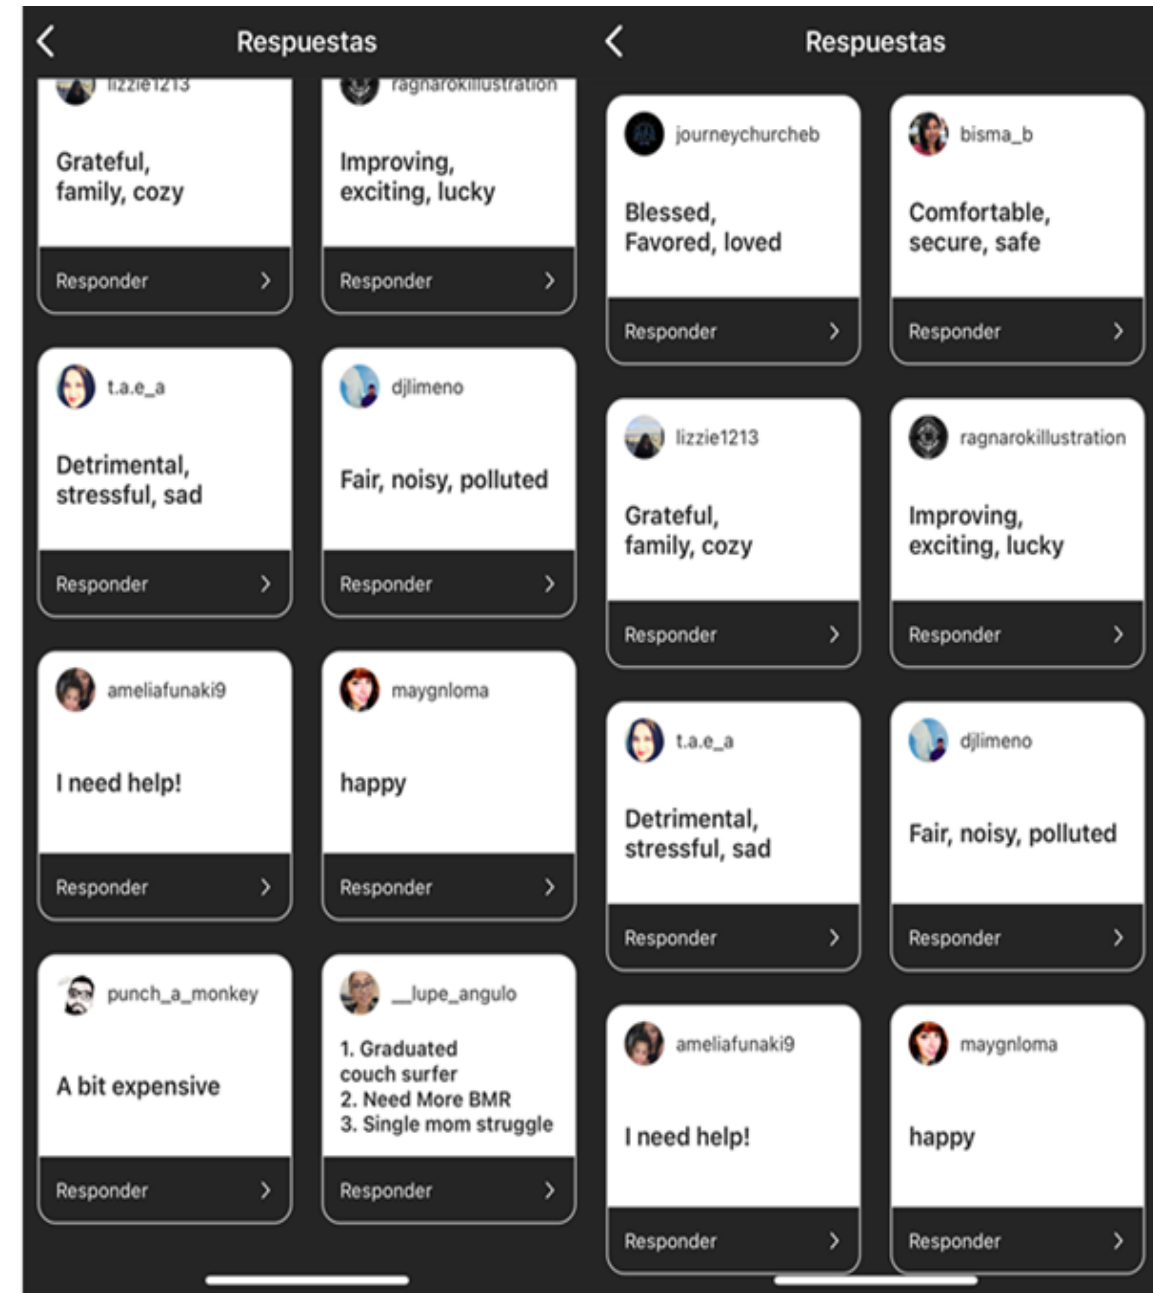 Respuestas
lizzie1213
Grateful,
family, cozy
Responder
ragnarokillustration
Improving,
exciting, lucky
Responder
t.a.e_a
Detrimental,
stressful, sad
Responder
djlimeno
Fair, noisy, polluted
Responder
ameliafunaki9
I need help!
Responder
maygnloma
happy
Responder
punch_a_monkey
A bit expensive
Responder
__lupe_angulo
1. Graduated
couch surfer
2. Need More BMR
3. Single mom struggle
Responder
Respuestas
journeychurcheb
Blessed,
Favored, loved
Responder
bisma_b
Comfortable,
secure, safe
Responder
lizzie1213
Grateful,
family, cozy
Responder
ragnarokillustration
Improving,
exciting, lucky
Responder
t.a.e_a
Detrimental,
stressful, sad
Responder
djlimeno
Fair, noisy, polluted
Responder
ameliafunaki9
I need help!
Responder
maygnloma
happy
Responder